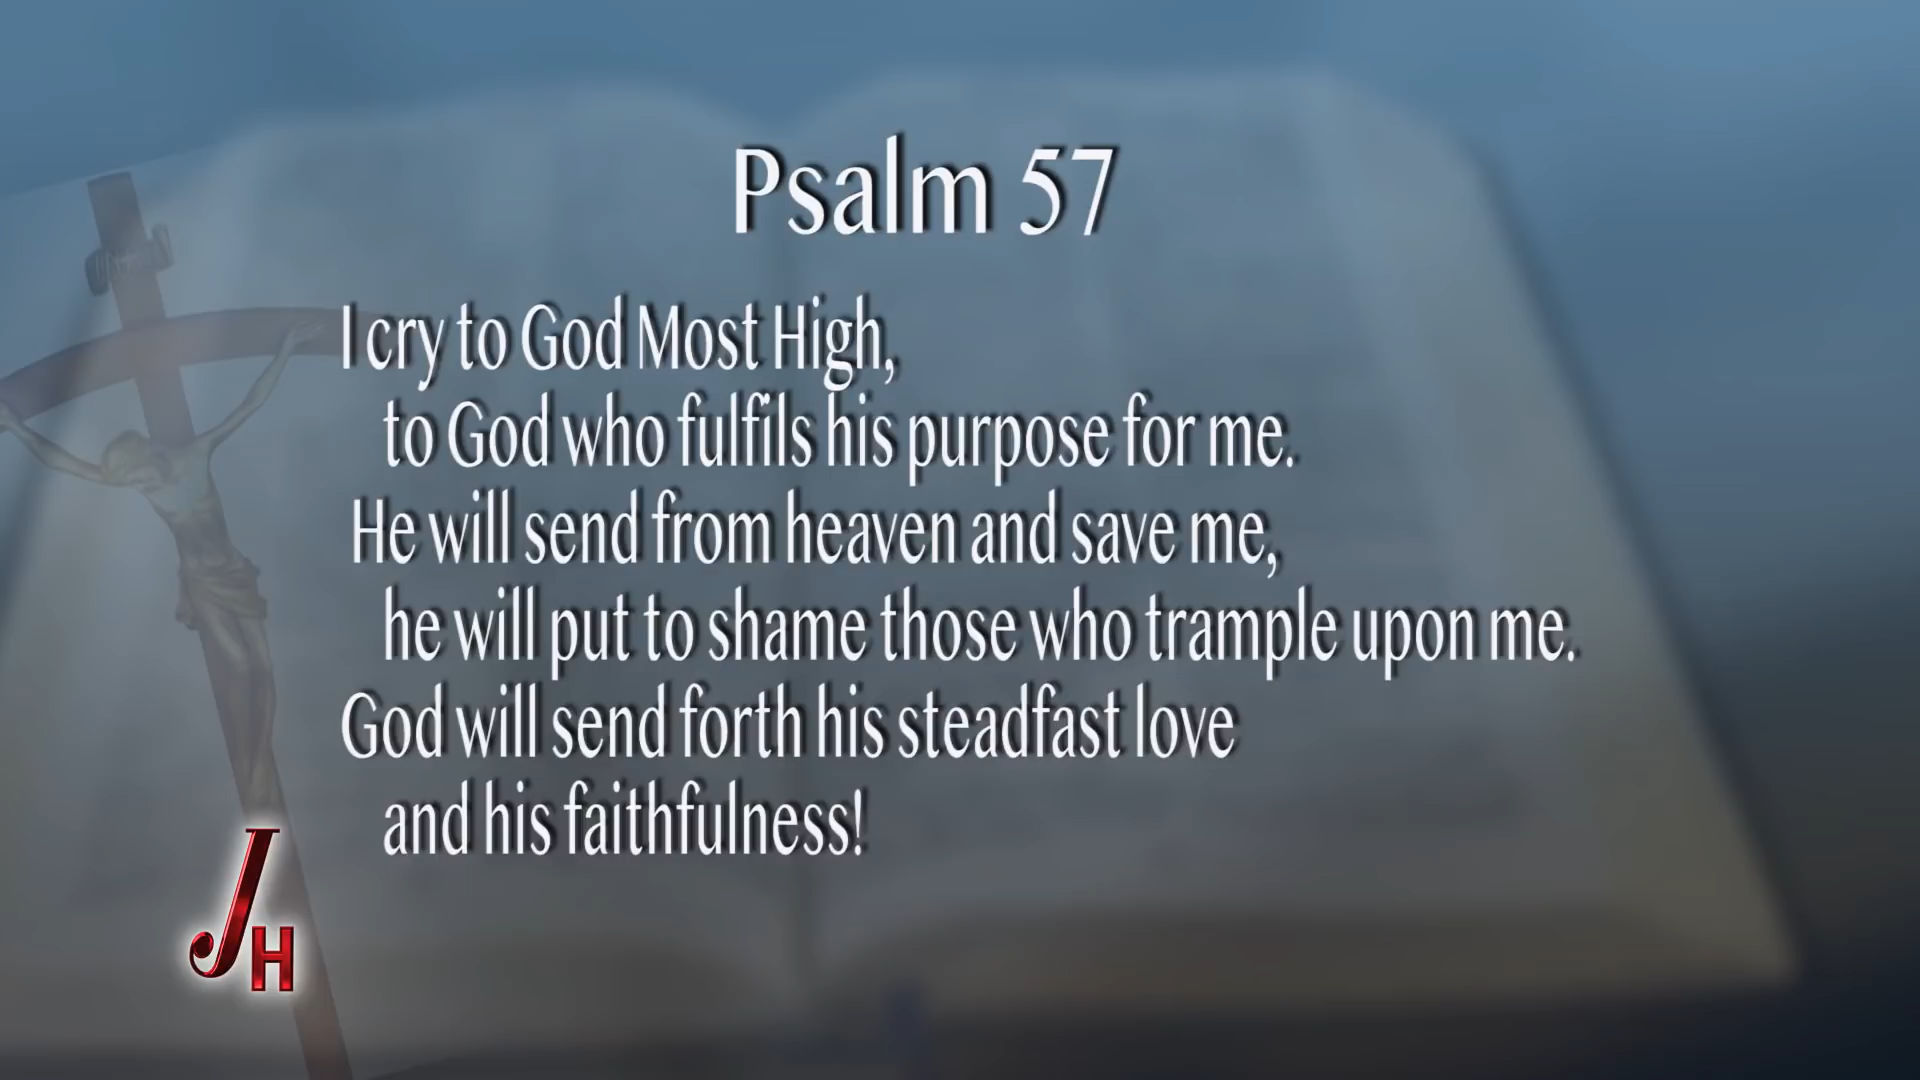 Psalm 57
I cry to God Most High,
to God who fulfils his purpose for me.
He will send from heaven and save me,
he will put to shame those who trample upon me.
God will send forth his steadfast love
and his faithfulness!
JH